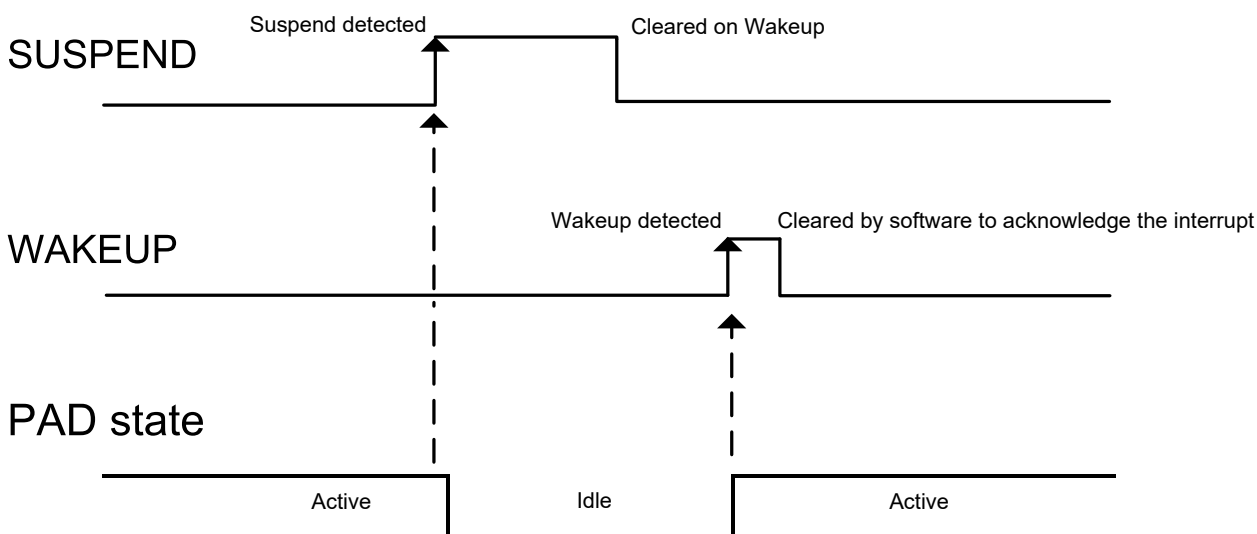 Suspend detected
Cleared on Wakeup
SUSPEND
Wakeup detected
Cleared by software to acknowledge the interrupt
WAKEUP
PAD state
Active
Idle
Active